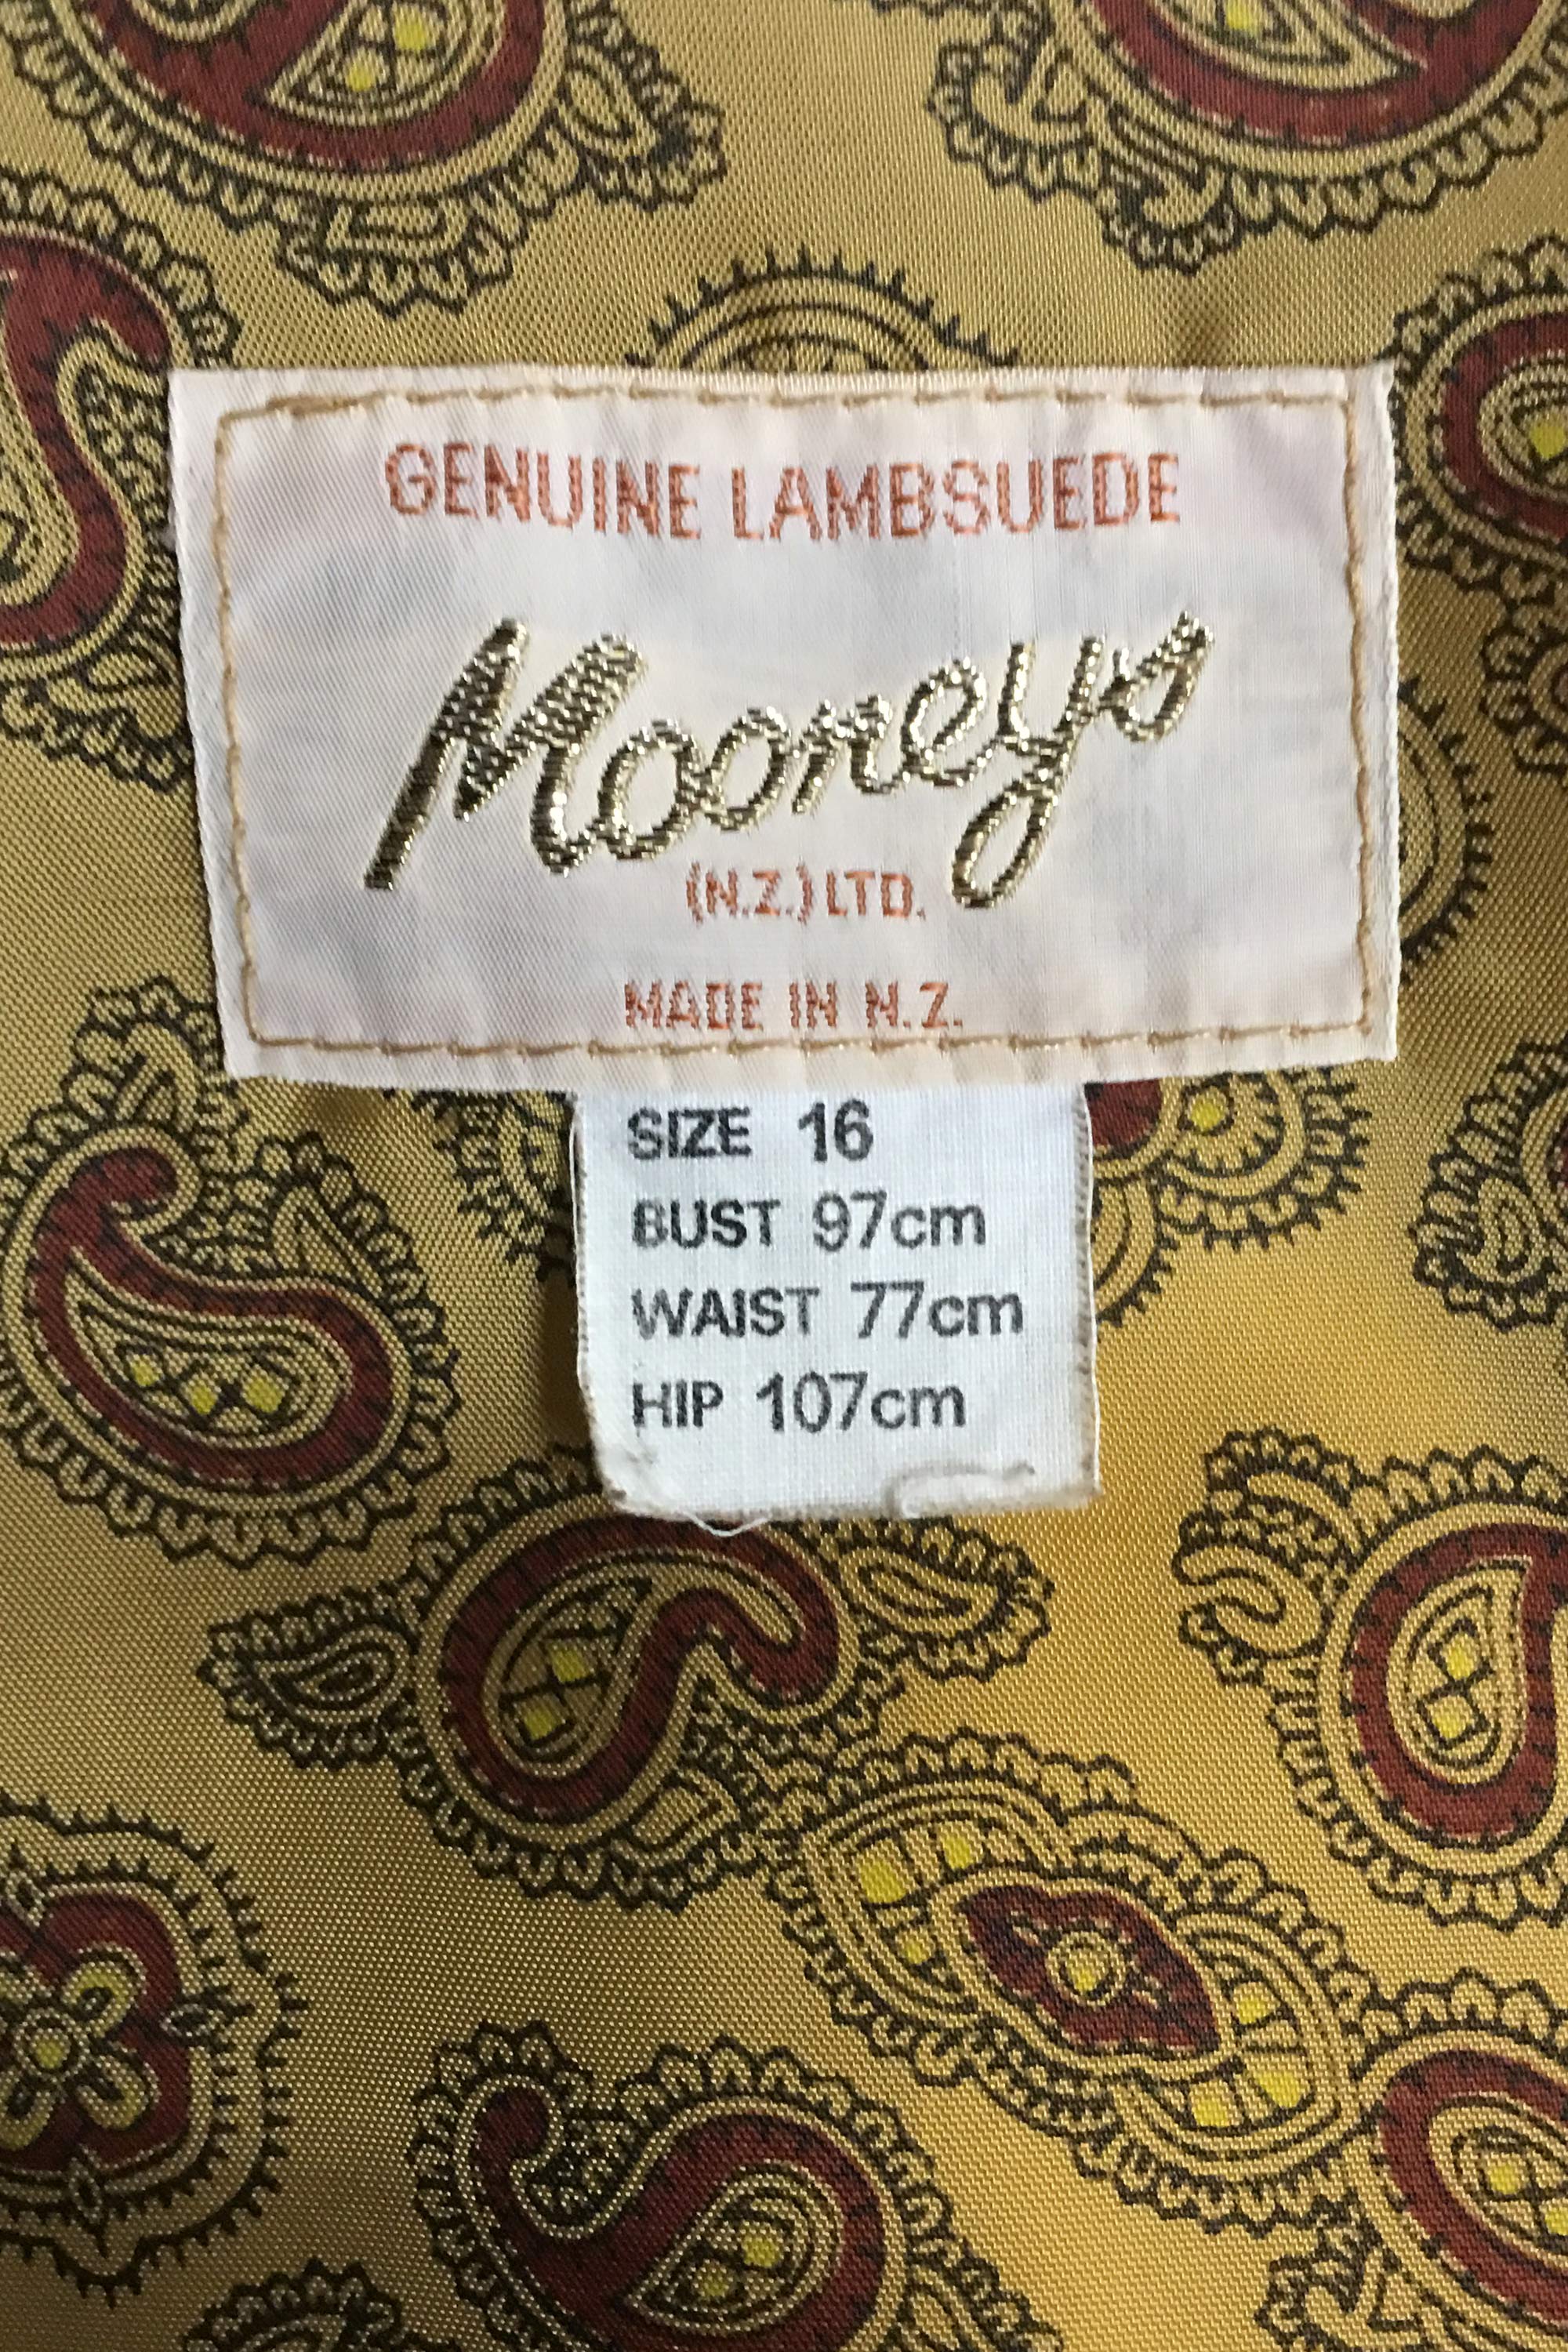 GENUINE LAMBSUEDE
Mooneys
(N.Z.) LTD.
MADE IN N.Z.
SIZE 16
BUST 97cm
WAIST 77cm
HIP 107cm